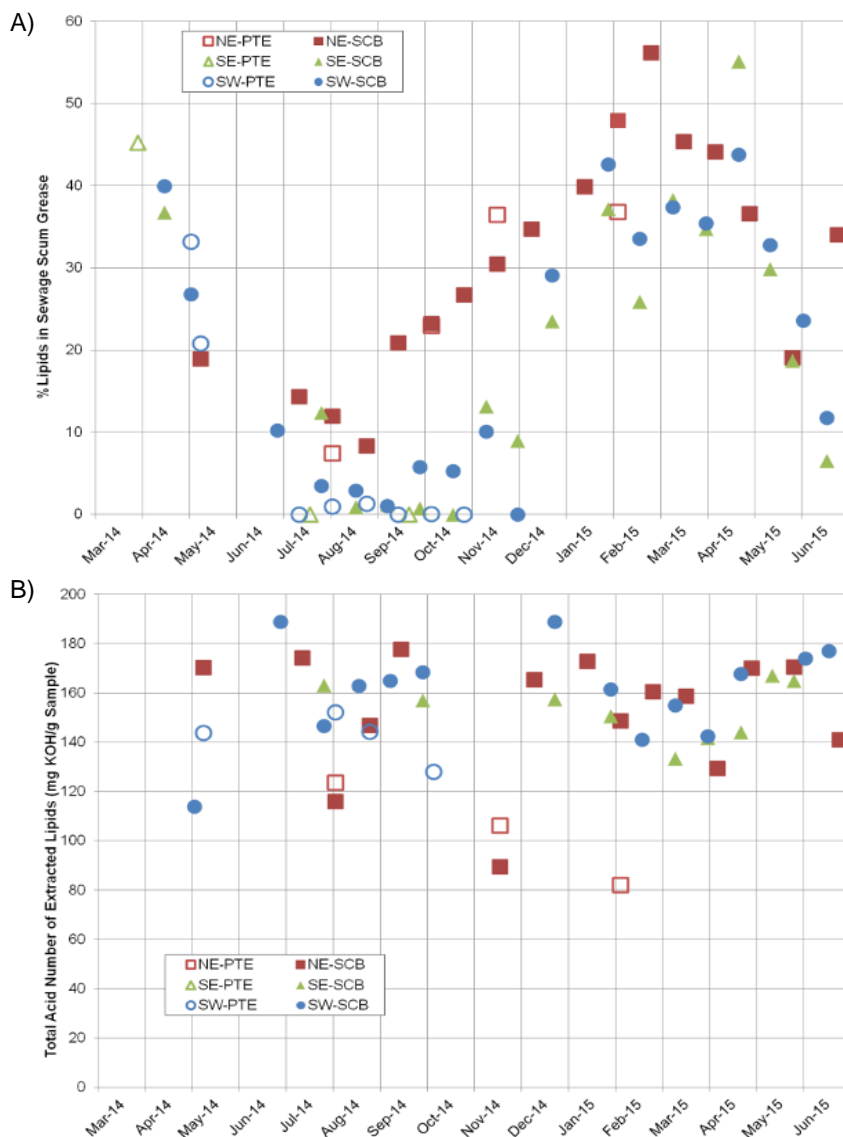 A)
60
50
40
30
20
10
0
% Lipids in Sewage Scum Grease
NE-PTE NE-SCB
SE-PTE SE-SCB
SW-PTE SW-SCB
Mar-14 Apr-14 May-14 Jun-14 Jul-14 Aug-14 Sep-14 Oct-14 Nov-14 Dec-14 Jan-15 Feb-15 Mar-15 Apr-15 May-15 Jun-15
B)
200
180
160
140
120
100
80
60
40
20
0
Total Acid Number of Extracted Lipids (mg KOH/g Sample)
NE-PTE NE-SCB
SE-PTE SE-SCB
SW-PTE SW-SCB
Mar-14 Apr-14 May-14 Jun-14 Jul-14 Aug-14 Sep-14 Oct-14 Nov-14 Dec-14 Jan-15 Feb-15 Mar-15 Apr-15 May-15 Jun-15